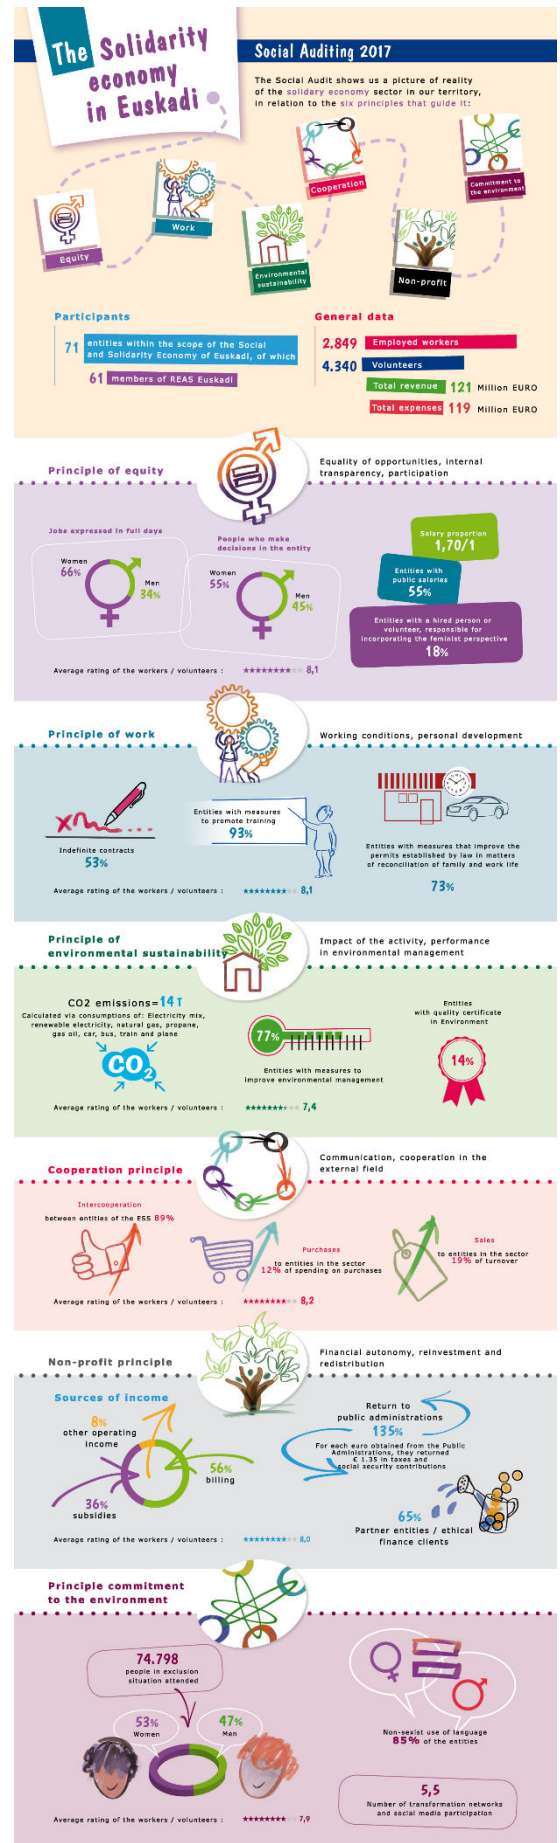 The Solidarity
economy
in Euskadi
Social Auditing 2017
The Social Audit shows us a picture of reality
of the solidary economy sector in our territory,
in relation to the six principles that guide it:
Equity
Work
Environmental
sustainability
Cooperation
Non-profit
Commitment to
the environment
Participants
71 entities within the scope of the Social
and Solidarity Economy of Euskadi, of which
61 members of REAS Euskadi
General data
2.849 Employed workers
4.340 Volunteers
Total revenue 121 Million EURO
Total expenses 119 Million EURO
Principle of equity
Equality of opportunities, internal
transparency, participation
Jobs expressed in full days
Women
66%
Men
34%
People who make
decisions in the entity
Women
55%
Men
45%
Salary proportion
1,70/1
Entities with
public salaries
55%
Entities with a hired person or
volunteer, responsible for
incorporating the feminist perspective
18%
Average rating of the workers / volunteers : ★★★★★★★★★★ 8,1
Principle of work
Working conditions, personal development
Indefinite contracts
53%
Entities with measures
to promote training
93%
Entities with measures that improve the
permits established by law in matters
of reconciliation of family and work life
73%
Average rating of the workers / volunteers : ★★★★★★★★★★ 8,1
Principle of
environmental sustainability
Impact of the activity, performance
in environmental management
CO2 emissions=14 T
Calculated via consumptions of: Electricity mix,
renewable electricity, natural gas, propane,
gas oil, car, bus, train and plane
CO2
77%
Entities with measures to
improve environmental management
Entities
with quality certificate
in Environment
14%
Average rating of the workers / volunteers : ★★★★★★★★★★ 7,4
Cooperation principle
Communication, cooperation in the
external field
Intercooperation
between entities of the ESS 89%
Purchases
to entities in the sector
12% of spending on purchases
Sales
to entities in the sector
19% of turnover
Average rating of the workers / volunteers : ★★★★★★★★★★ 8,2
Non-profit principle
Financial autonomy, reinvestment and
redistribution
Sources of income
8%
other operating
income
56%
billing
36%
subsidies
Return to
public administrations
135%
For each euro obtained from the Public
Administrations, they returned
€ 1.35 in taxes and
social security contributions
65%
Partner entities / ethical
finance clients
Average rating of the workers / volunteers : ★★★★★★★★★★ 8,0
Principle commitment
to the environment
74.798
people in exclusion
situation attended
53%
Women
47%
Men
Non-sexist use of language
85% of the entities
5,5
Number of transformation networks
and social media participation
Average rating of the workers / volunteers : ★★★★★★★★★★ 7,9